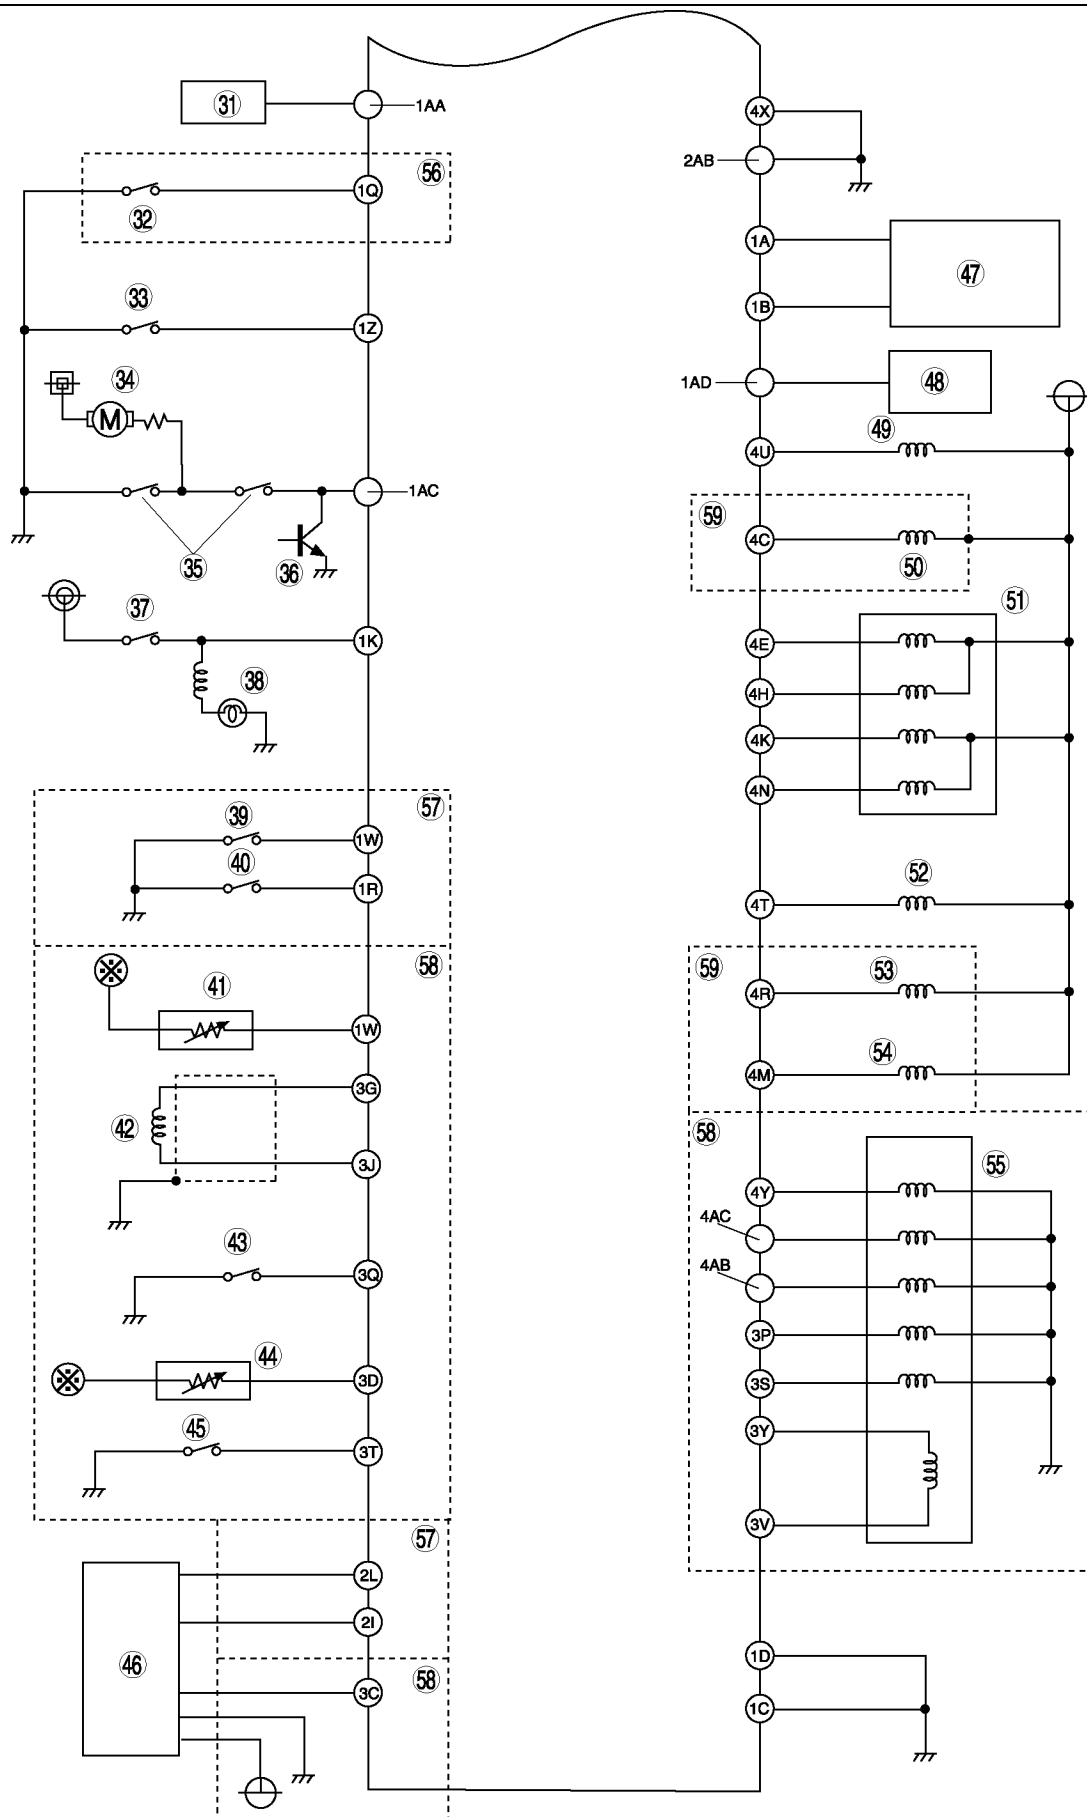 31
1AA
56
1Q
32
33
1Z
34
M
1AC
35
36
37
1K
38
57
39
1W
40
1R
58
41
1W
3G
42
3J
43
3Q
44
3D
45
3T
57
2L
2I
46
58
3C
4X
2AB
1A
47
1B
1AD
48
49
4U
59
4C
50
51
4E
4H
4K
4N
52
4T
59
53
4R
54
4M
58
55
4Y
4AC
4AB
3P
3S
3Y
3V
1D
1C